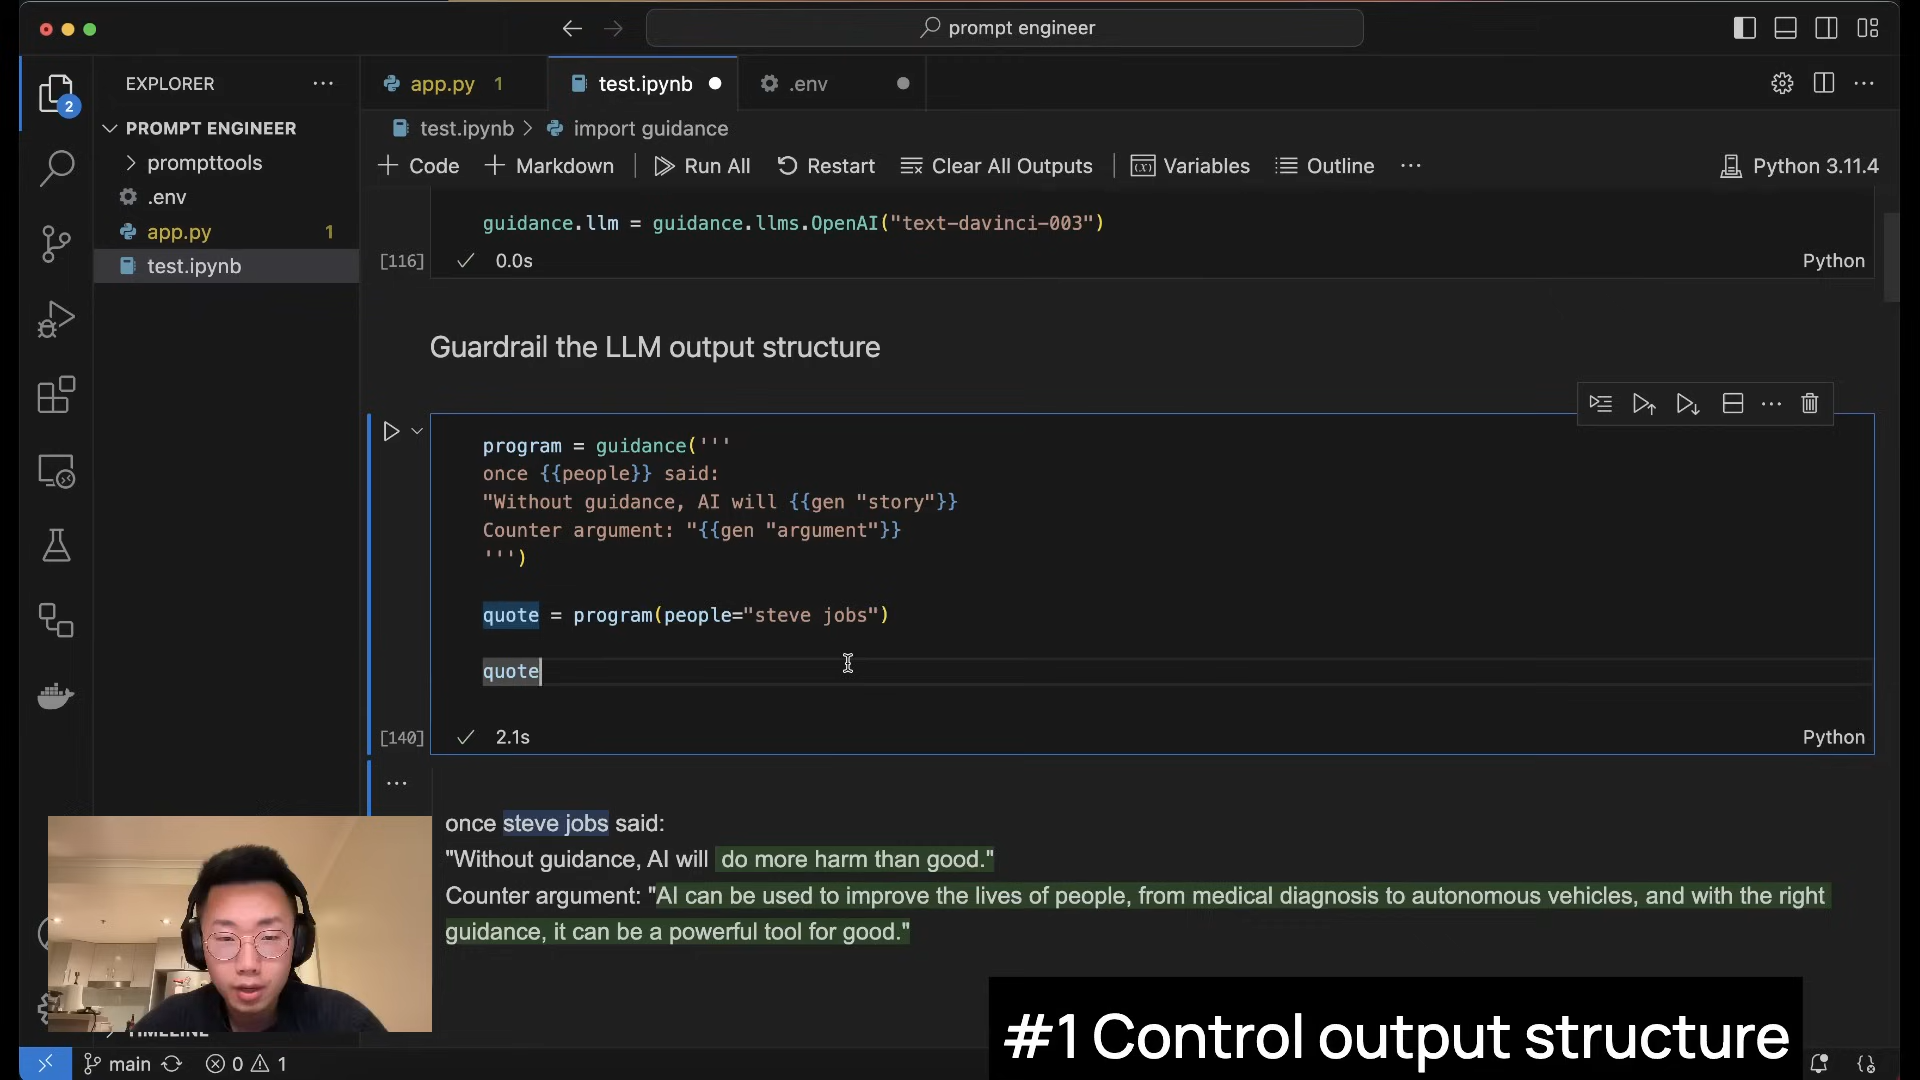 prompt engineer
2
EXPLORER
PROMPT ENGINEER
prompttools
.env
app.py 1
test.ipynb
TIMELINE
app.py 1
test.ipynb
.env
test.ipynb > import guidance
+ Code + Markdown Run All Restart Clear All Outputs Variables Outline ...
Python 3.11.4
guidance.llm = guidance.llms.OpenAI("text-davinci-003")
[116] 0.0s Python
Guardrail the LLM output structure
program = guidance('''
once {{people}} said:
"Without guidance, AI will {{gen "story"}}
Counter argument: "{{gen "argument"}}
''')
quote = program(people="steve jobs")
quote
[140] 2.1s Python
once steve jobs said:
"Without guidance, AI will do more harm than good."
Counter argument: "AI can be used to improve the lives of people, from medical diagnosis to autonomous vehicles, and with the right
guidance, it can be a powerful tool for good."
#1 Control output structure
main 0 1